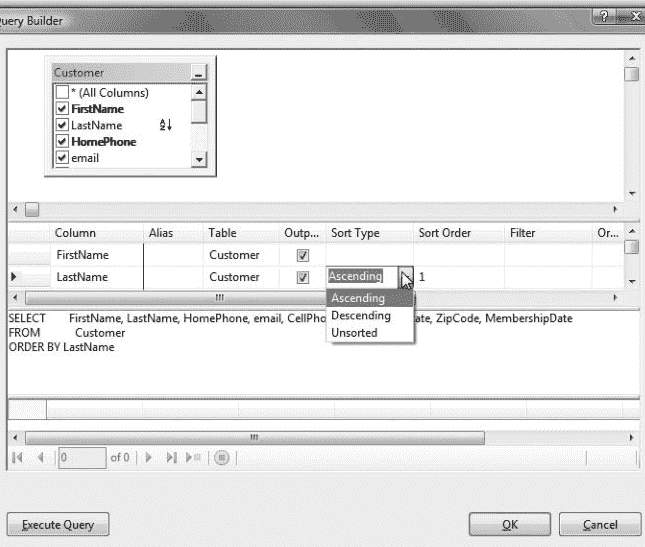 Query Builder
Customer
* (All Columns)
FirstName
LastName
HomePhone
email
Column Alias Table Outp... Sort Type Sort Order Filter Or...
FirstName Customer
LastName Customer Ascending 1
Ascending
Descending
Unsorted
SELECT FirstName, LastName, HomePhone, email, CellPho ate, ZipCode, MembershipDate
FROM Customer
ORDER BY LastName
0 of 0
Execute Query OK Cancel